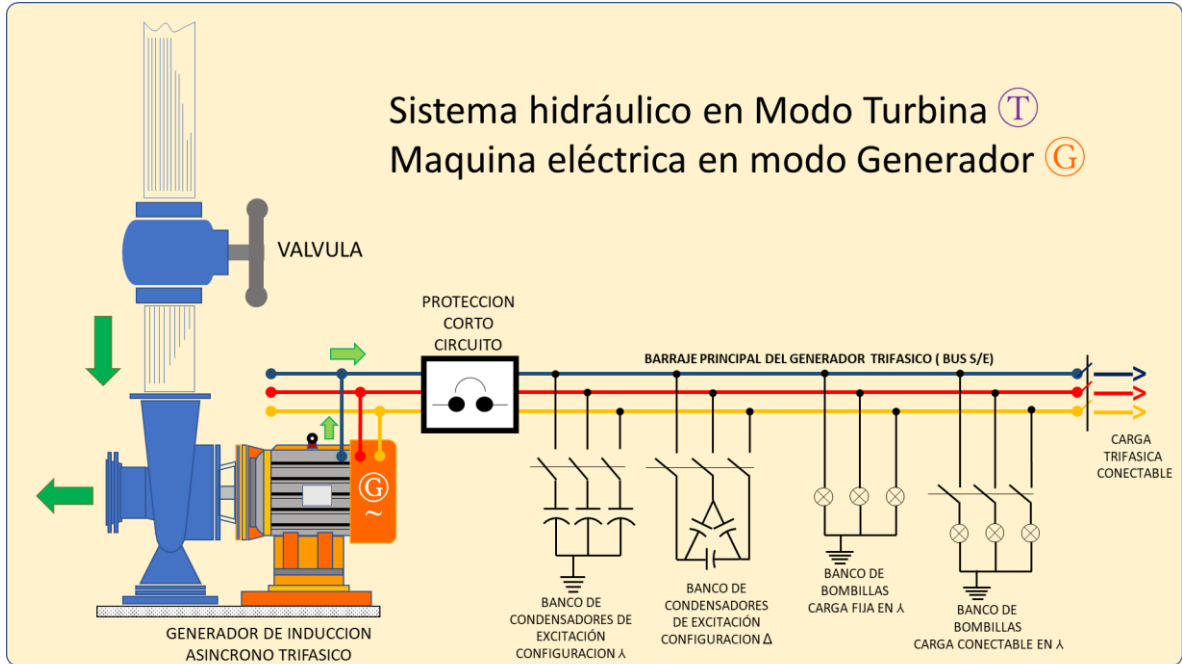 Sistema hidráulico en Modo Turbina Ⓣ
Maquina eléctrica en modo Generador Ⓖ
VALVULA
PROTECCION
CORTO
CIRCUITO
BARRAJE PRINCIPAL DEL GENERADOR TRIFASICO ( BUS S/E)
CARGA
TRIFASICA
CONECTABLE
Ⓖ
~
GENERADOR DE INDUCCION
ASINCRONO TRIFASICO
BANCO DE
CONDENSADORES DE
EXCITACIÓN
CONFIGURACION ⅄
BANCO DE
CONDENSADORES
DE EXCITACIÓN
CONFIGURACION Δ
BANCO DE
BOMBILLAS
CARGA FIJA EN ⅄
BANCO DE
BOMBILLAS
CARGA CONECTABLE EN ⅄